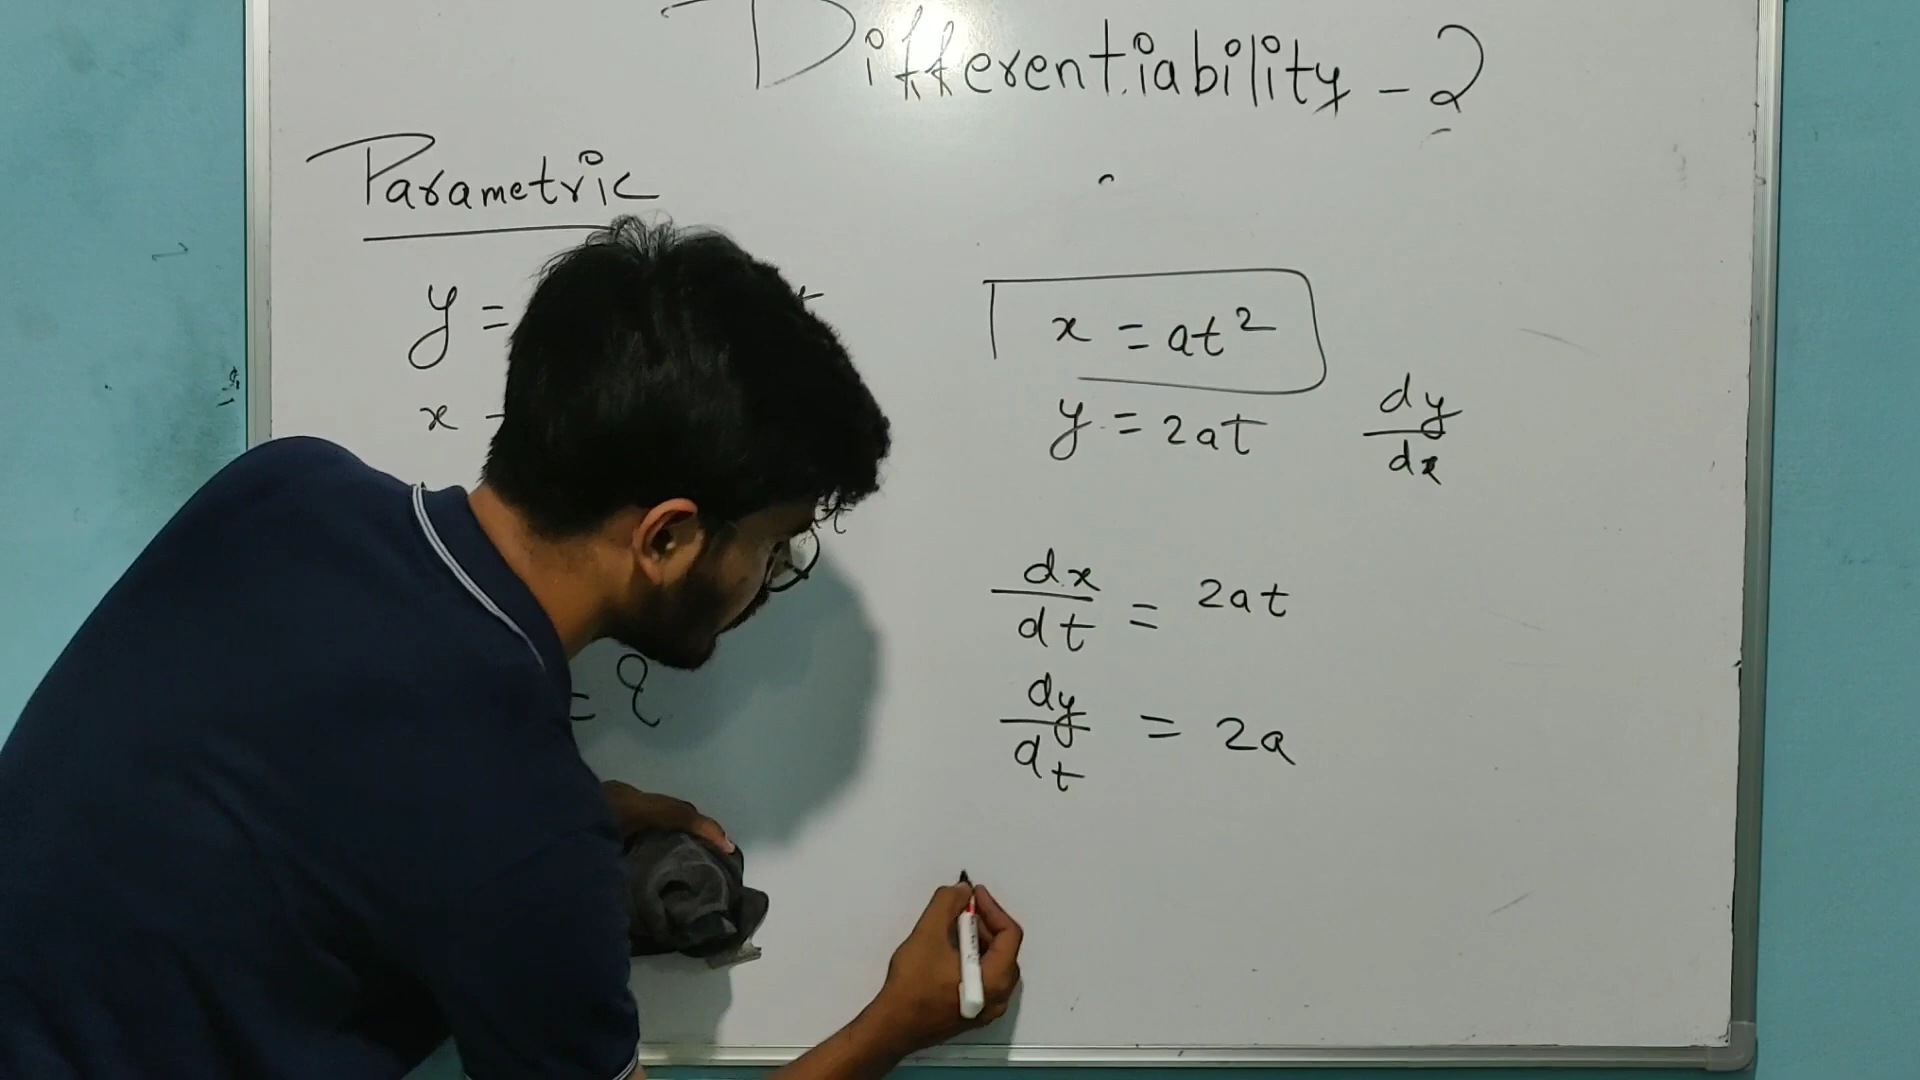 Differentiability - 2
Parametric
y =
x
= ?
x = at²
y = 2at
dy/dx
dx/dt = 2at
dy/dt = 2a